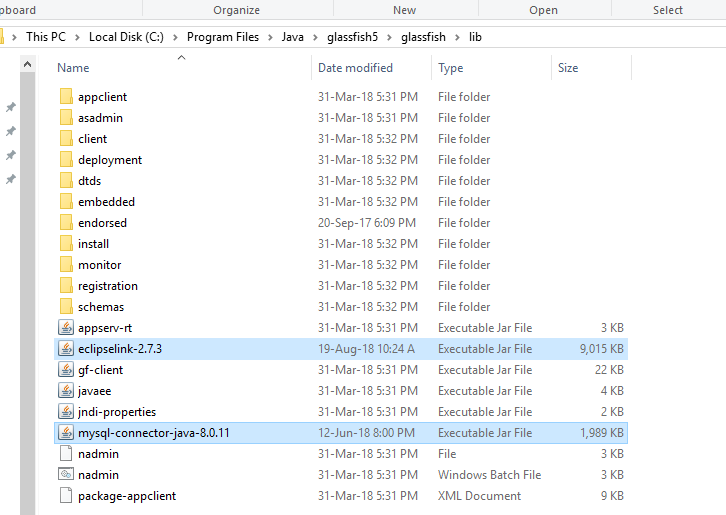 pboard Organize New Open Select
This PC Local Disk (C:) Program Files Java glassfish5 glassfish lib
Name Date modified Type Size
appclient 31-Mar-18 5:31 PM File folder
asadmin 31-Mar-18 5:31 PM File folder
client 31-Mar-18 5:32 PM File folder
deployment 31-Mar-18 5:32 PM File folder
dtds 31-Mar-18 5:32 PM File folder
embedded 31-Mar-18 5:32 PM File folder
endorsed 20-Sep-17 6:09 PM File folder
install 31-Mar-18 5:32 PM File folder
monitor 31-Mar-18 5:32 PM File folder
registration 31-Mar-18 5:32 PM File folder
schemas 31-Mar-18 5:32 PM File folder
appserv-rt 31-Mar-18 5:31 PM Executable Jar File 3 KB
eclipselink-2.7.3 19-Aug-18 10:24 A Executable Jar File 9,015 KB
gf-client 31-Mar-18 5:31 PM Executable Jar File 22 KB
javaee 31-Mar-18 5:31 PM Executable Jar File 4 KB
jndi-properties 31-Mar-18 5:31 PM Executable Jar File 2 KB
mysql-connector-java-8.0.11 12-Jun-18 8:00 PM Executable Jar File 1,989 KB
nadmin 31-Mar-18 5:31 PM File 3 KB
nadmin 31-Mar-18 5:31 PM Windows Batch File 3 KB
package-appclient 31-Mar-18 5:31 PM XML Document 9 KB